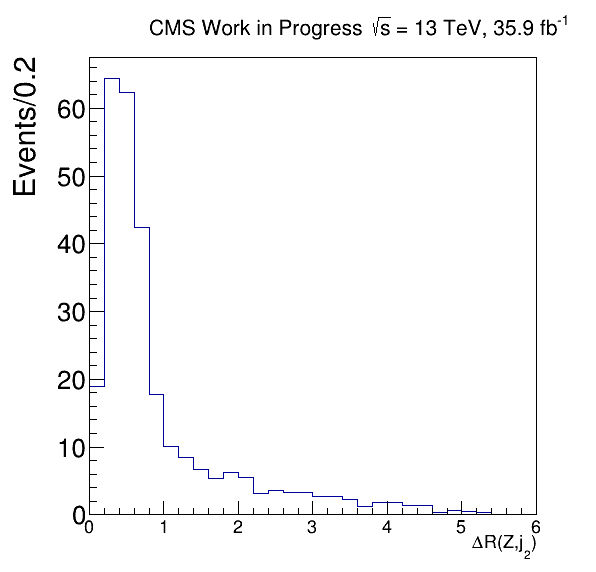 CMS Work in Progress √s = 13 TeV, 35.9 fb⁻¹
Events/0.2
60
50
40
30
20
10
0
0 1 2 3 4 5 6
ΔR(Z,j₂)